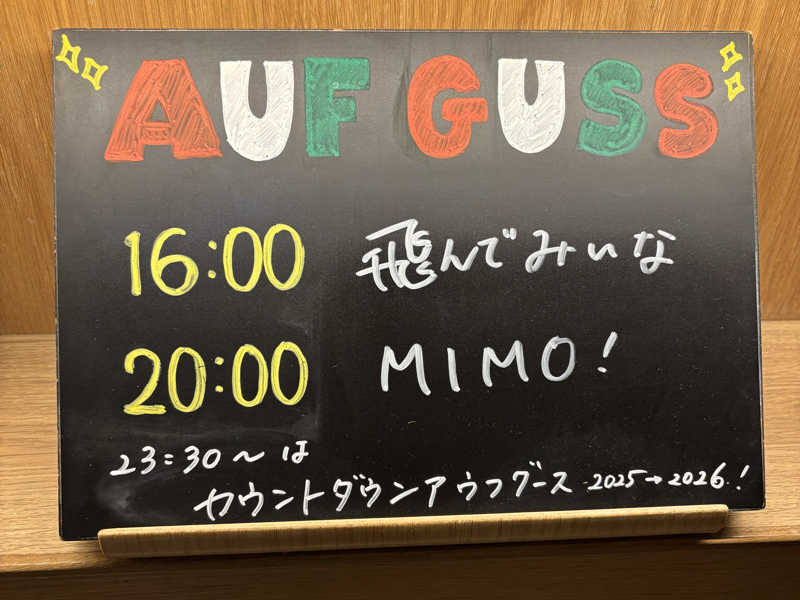 AUF GUSS
16:00 飛んでみぃな
20:00 MIMO!
23:30〜は
カウントダウンアウフグース 2025→2026.!